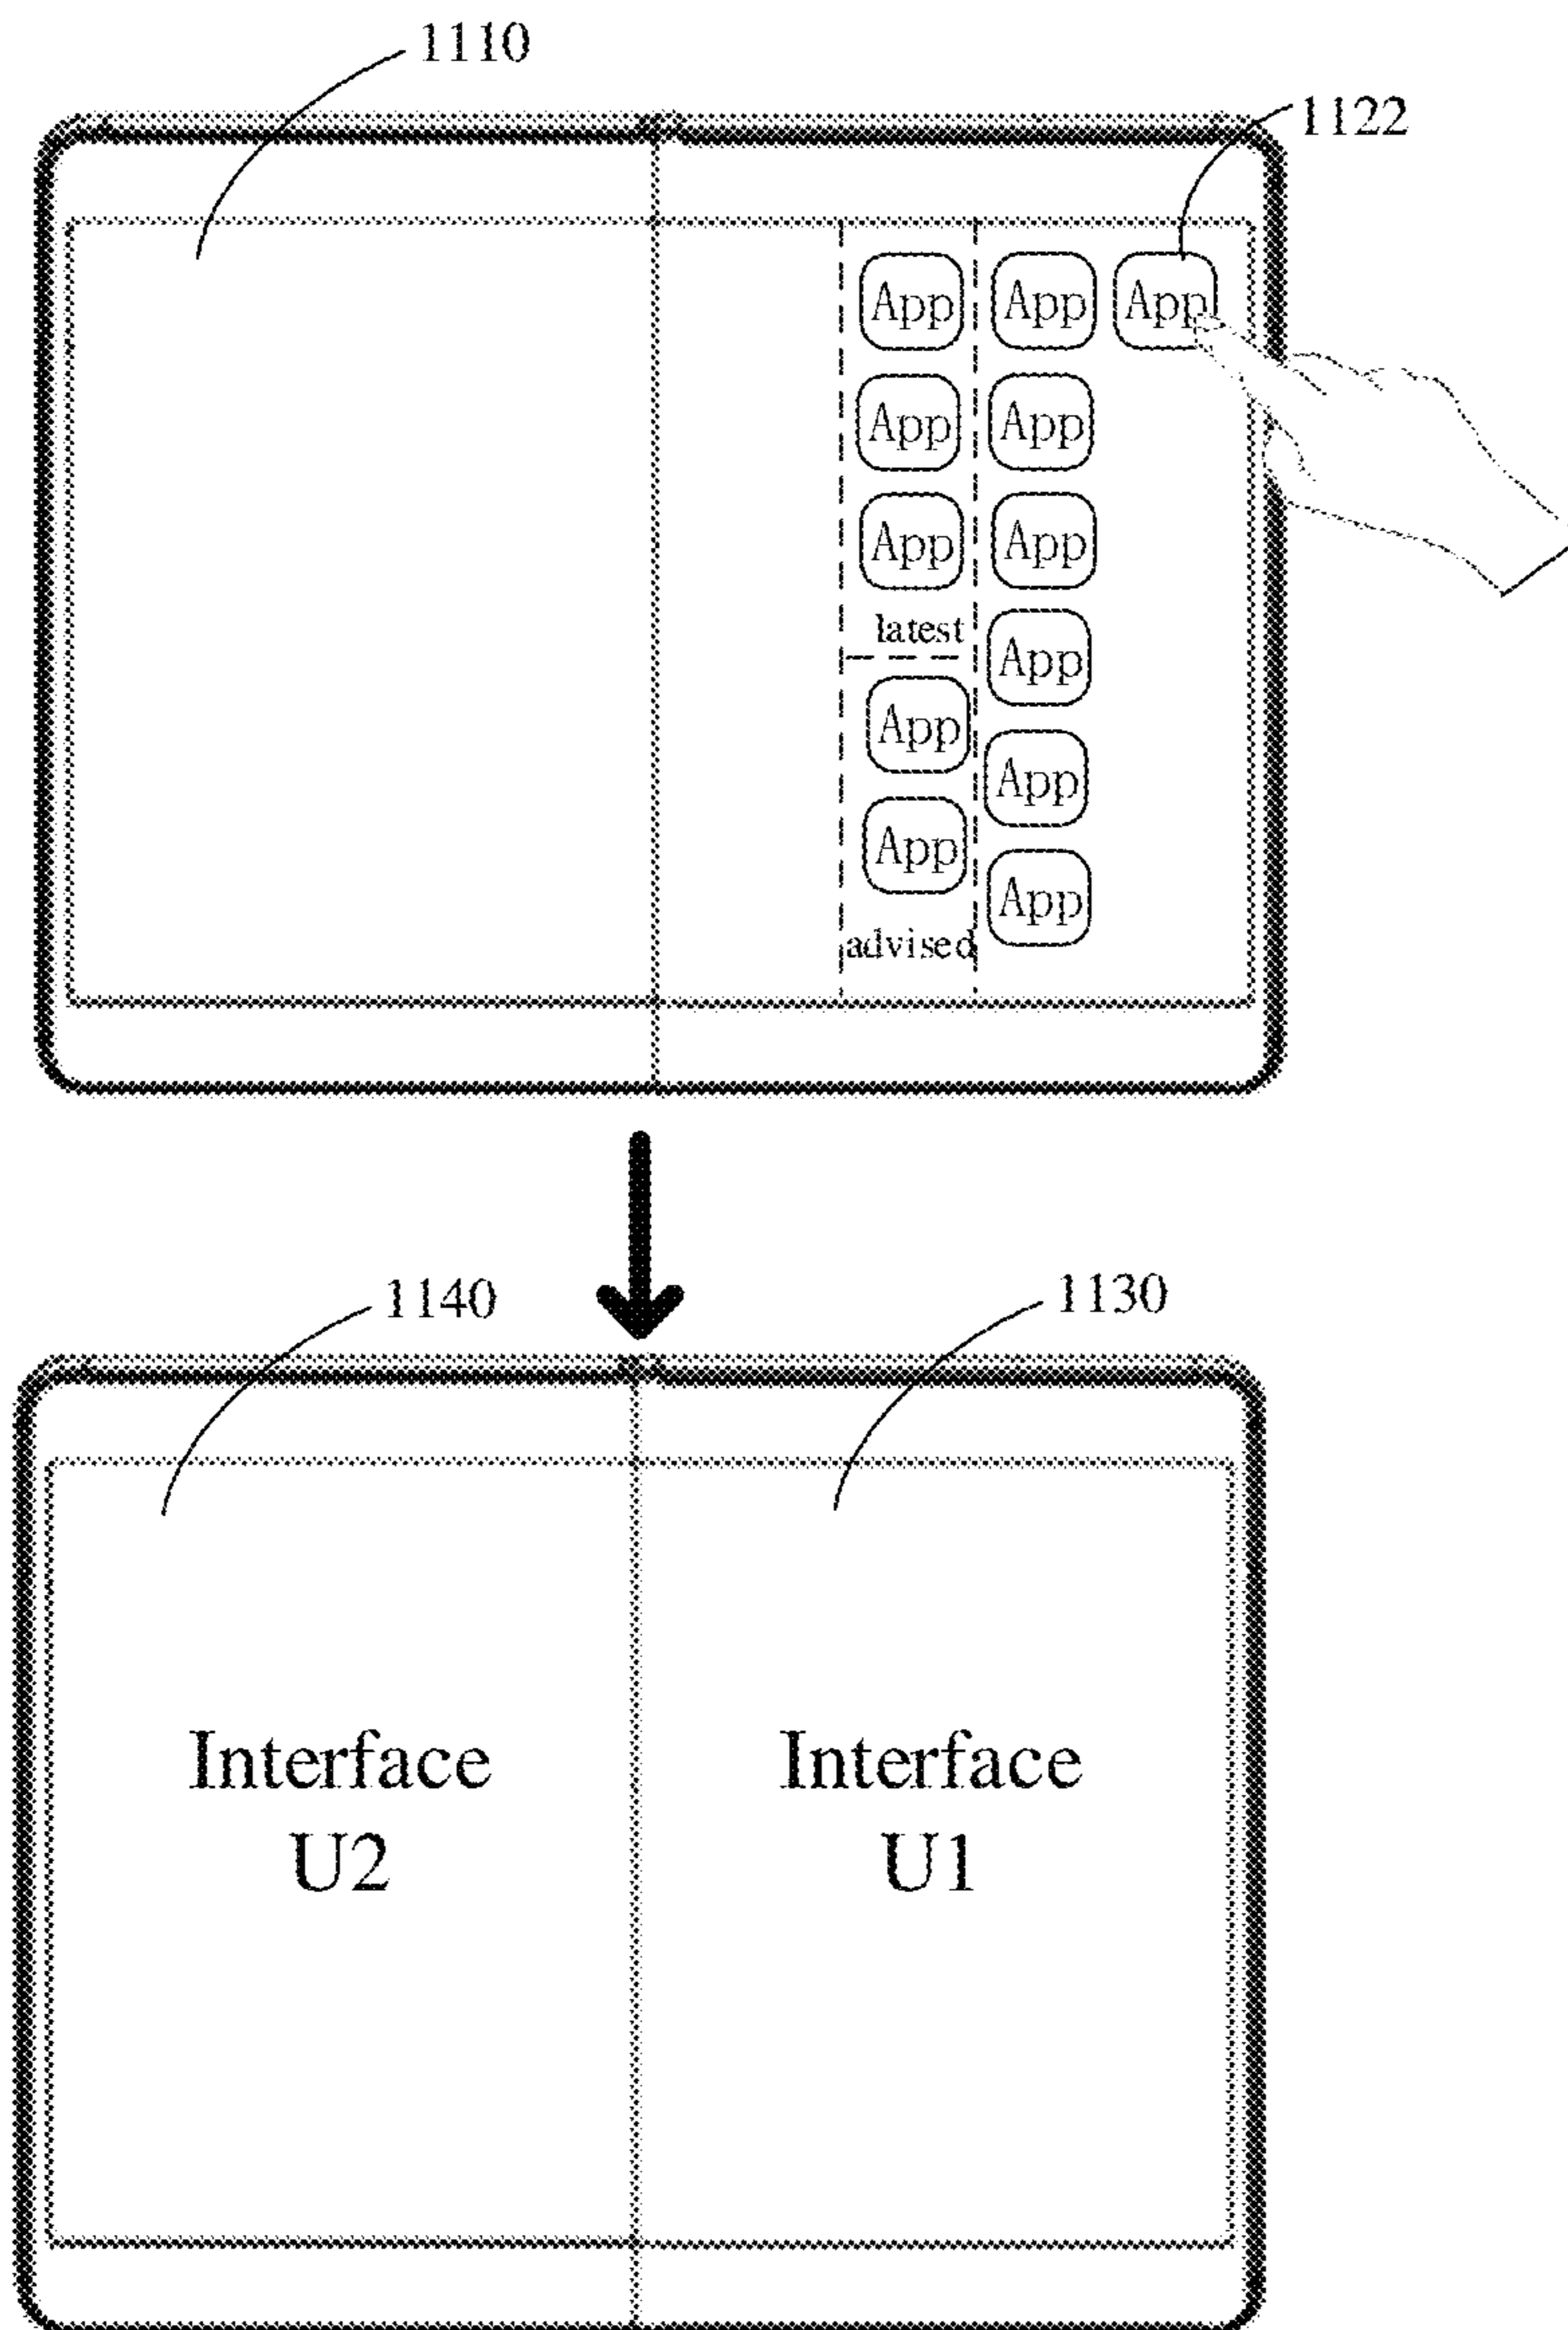 1110
1122
App App App
App App
App App
latest
App
App
App
App
App
advised
1140
1130
Interface
U2
Interface
U1